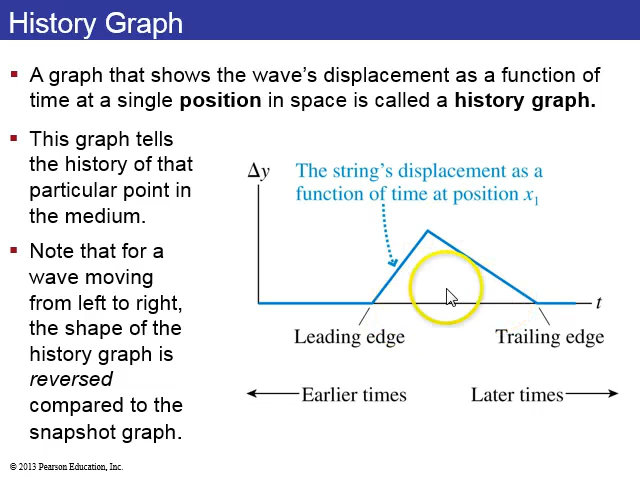 History Graph
▪ A graph that shows the wave's displacement as a function of
time at a single position in space is called a history graph.
▪ This graph tells
the history of that
particular point in
the medium.
▪ Note that for a
wave moving
from left to right,
the shape of the
history graph is
reversed
compared to the
snapshot graph.
Δy
The string's displacement as a
function of time at position x₁
t
Leading edge
Trailing edge
Earlier times
Later times
© 2013 Pearson Education, Inc.